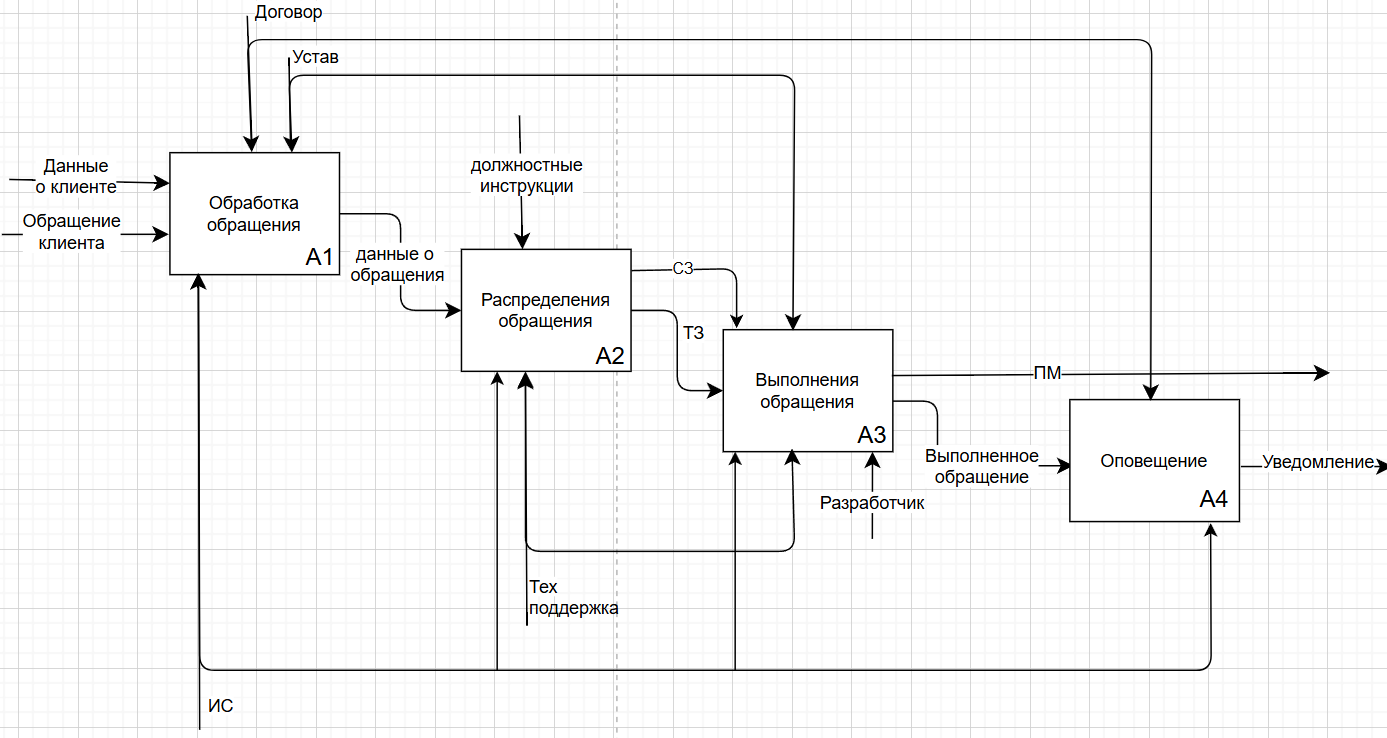 Договор
Устав
Данные
о клиенте
Обращение
клиента
Обработка
обращения
A1
должностные
инструкции
данные о
обращения
Распределения
обращения
A2
СЗ
ТЗ
Выполнения
обращения
A3
ПМ
Разработчик
Выполненное
обращение
Оповещение
A4
Уведомление
Тех
поддержка
ИС